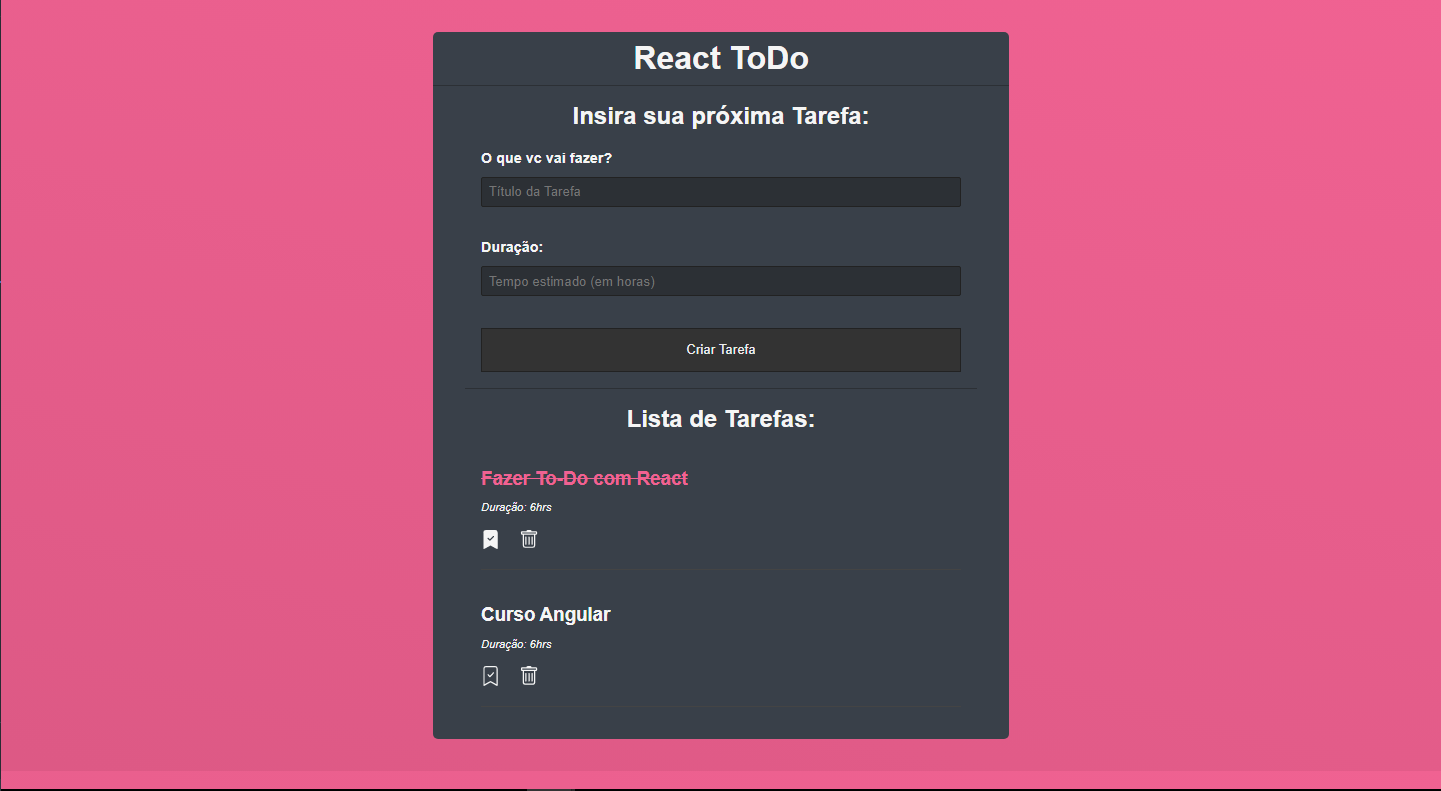 React ToDo
Insira sua próxima Tarefa:
O que vc vai fazer?
Título da Tarefa
Duração:
Tempo estimado (em horas)
Criar Tarefa
Lista de Tarefas:
Fazer To-Do com React
Duração: 6hrs
Curso Angular
Duração: 6hrs